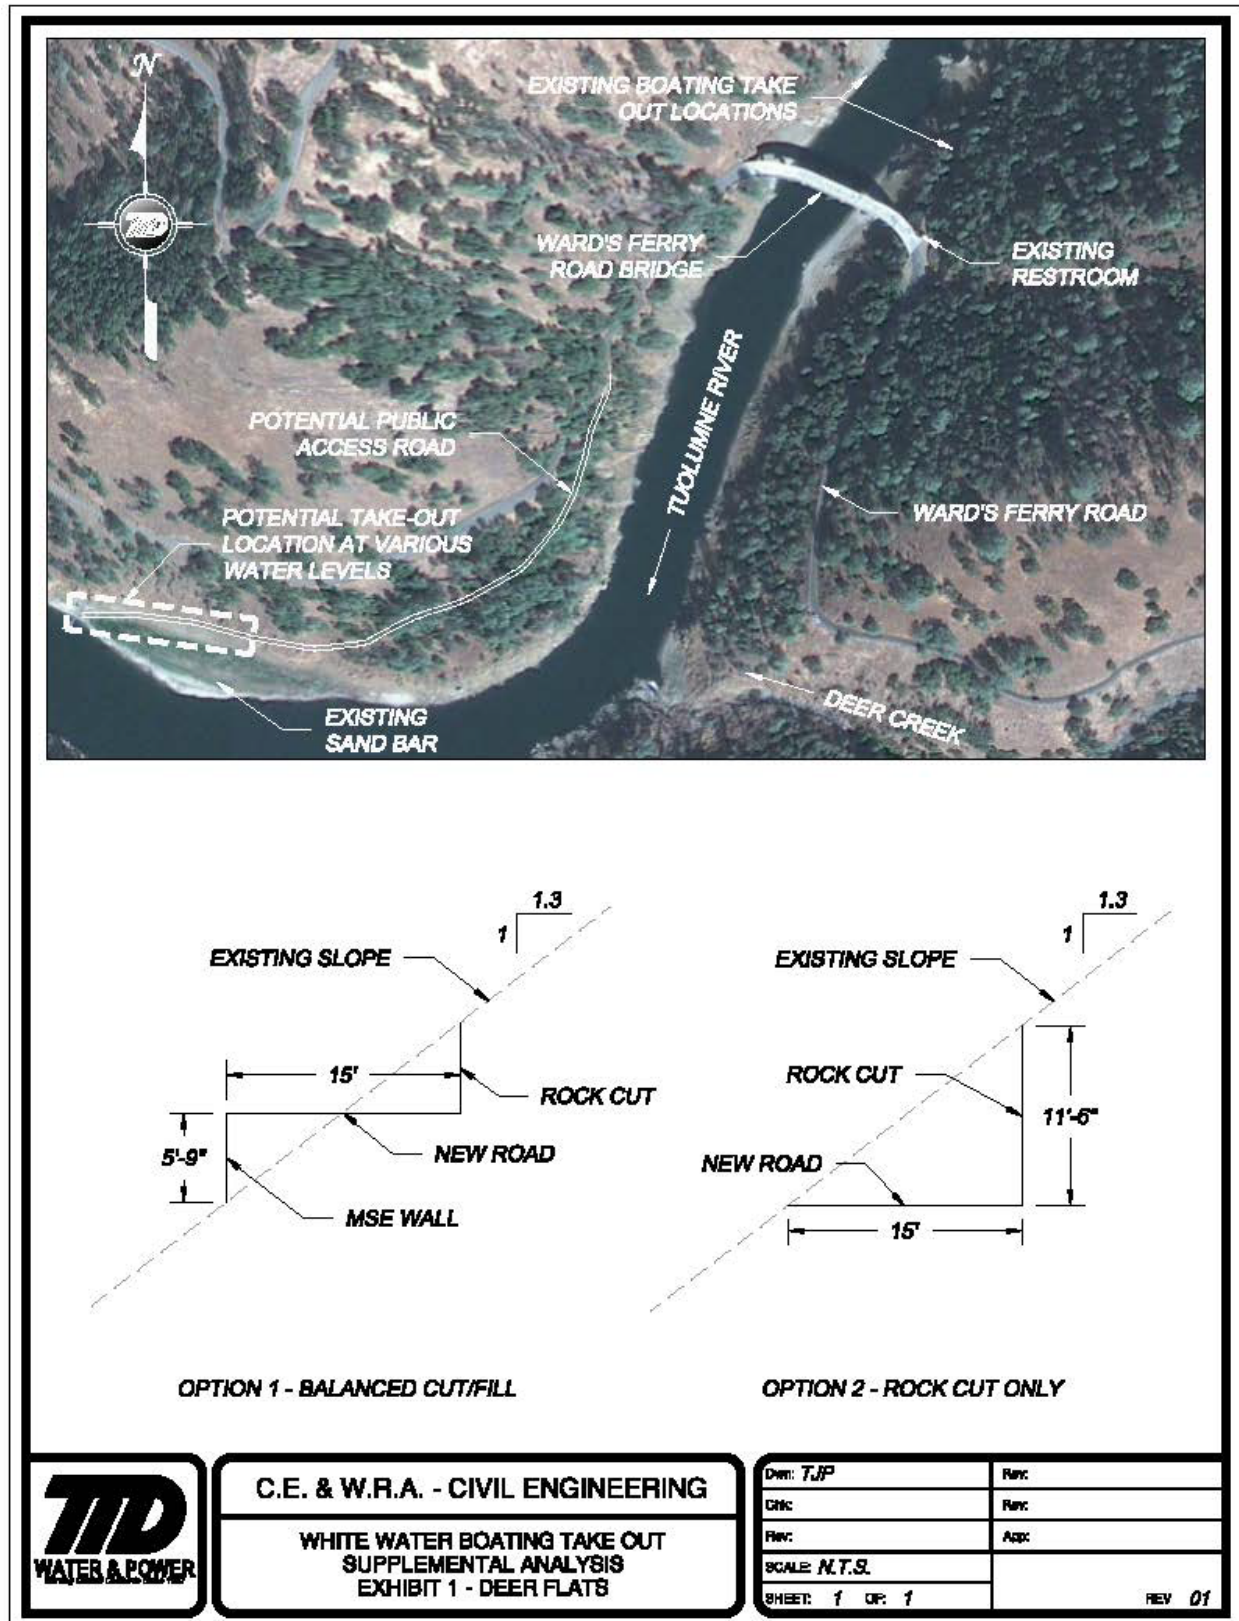 N
EXISTING BOATING TAKE
OUT LOCATIONS
WARD'S FERRY
ROAD BRIDGE
EXISTING
RESTROOM
TUOLUMNE RIVER
POTENTIAL PUBLIC
ACCESS ROAD
POTENTIAL TAKE-OUT
LOCATION AT VARIOUS
WATER LEVELS
WARD'S FERRY ROAD
EXISTING
SAND BAR
DEER CREEK
1.3
1
EXISTING SLOPE
15'
ROCK CUT
5'-9"
NEW ROAD
MSE WALL
OPTION 1 - BALANCED CUT/FILL
1.3
1
EXISTING SLOPE
ROCK CUT
11'-6"
NEW ROAD
15'
OPTION 2 - ROCK CUT ONLY
TID
WATER & POWER
C.E. & W.R.A. - CIVIL ENGINEERING
WHITE WATER BOATING TAKE OUT
SUPPLEMENTAL ANALYSIS
EXHIBIT 1 - DEER FLATS
Dwn: TJP
Rev:
Chk:
Rev:
Rev:
App:
SCALE: N.T.S.
SHEET: 1 OF: 1
REV 01